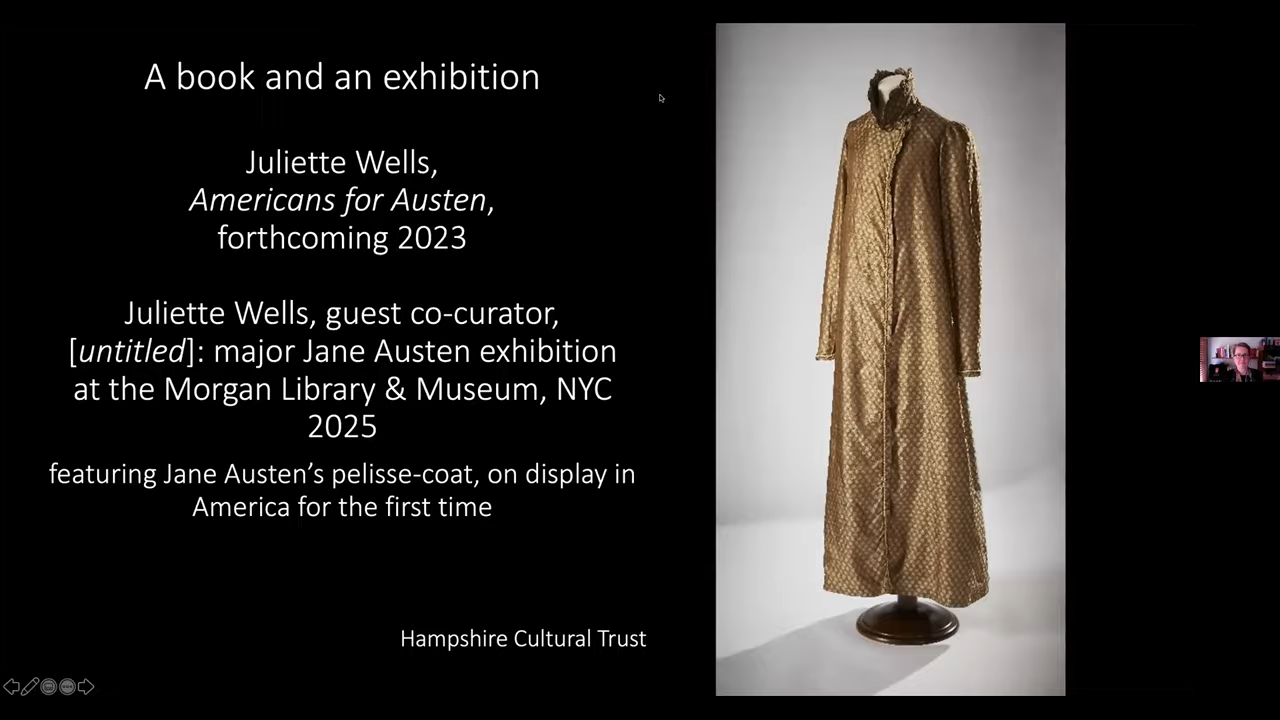 A book and an exhibition
Juliette Wells,
Americans for Austen,
forthcoming 2023
Juliette Wells, guest co-curator,
[untitled]: major Jane Austen exhibition
at the Morgan Library & Museum, NYC
2025
featuring Jane Austen’s pelisse-coat, on display in
America for the first time
Hampshire Cultural Trust